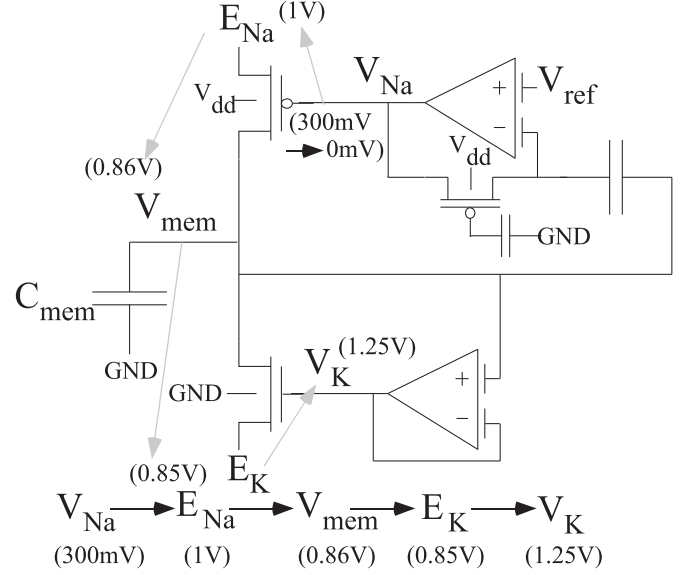 E_Na (1V)
V_Na
V_ref
+
−
V_dd
(300mV
0mV)
V_dd
(0.86V)
V_mem
GND
C_mem
GND
V_K (1.25V)
GND
+
−
(0.85V)
E_K
V_Na E_Na V_mem E_K V_K
(300mV) (1V) (0.86V) (0.85V) (1.25V)